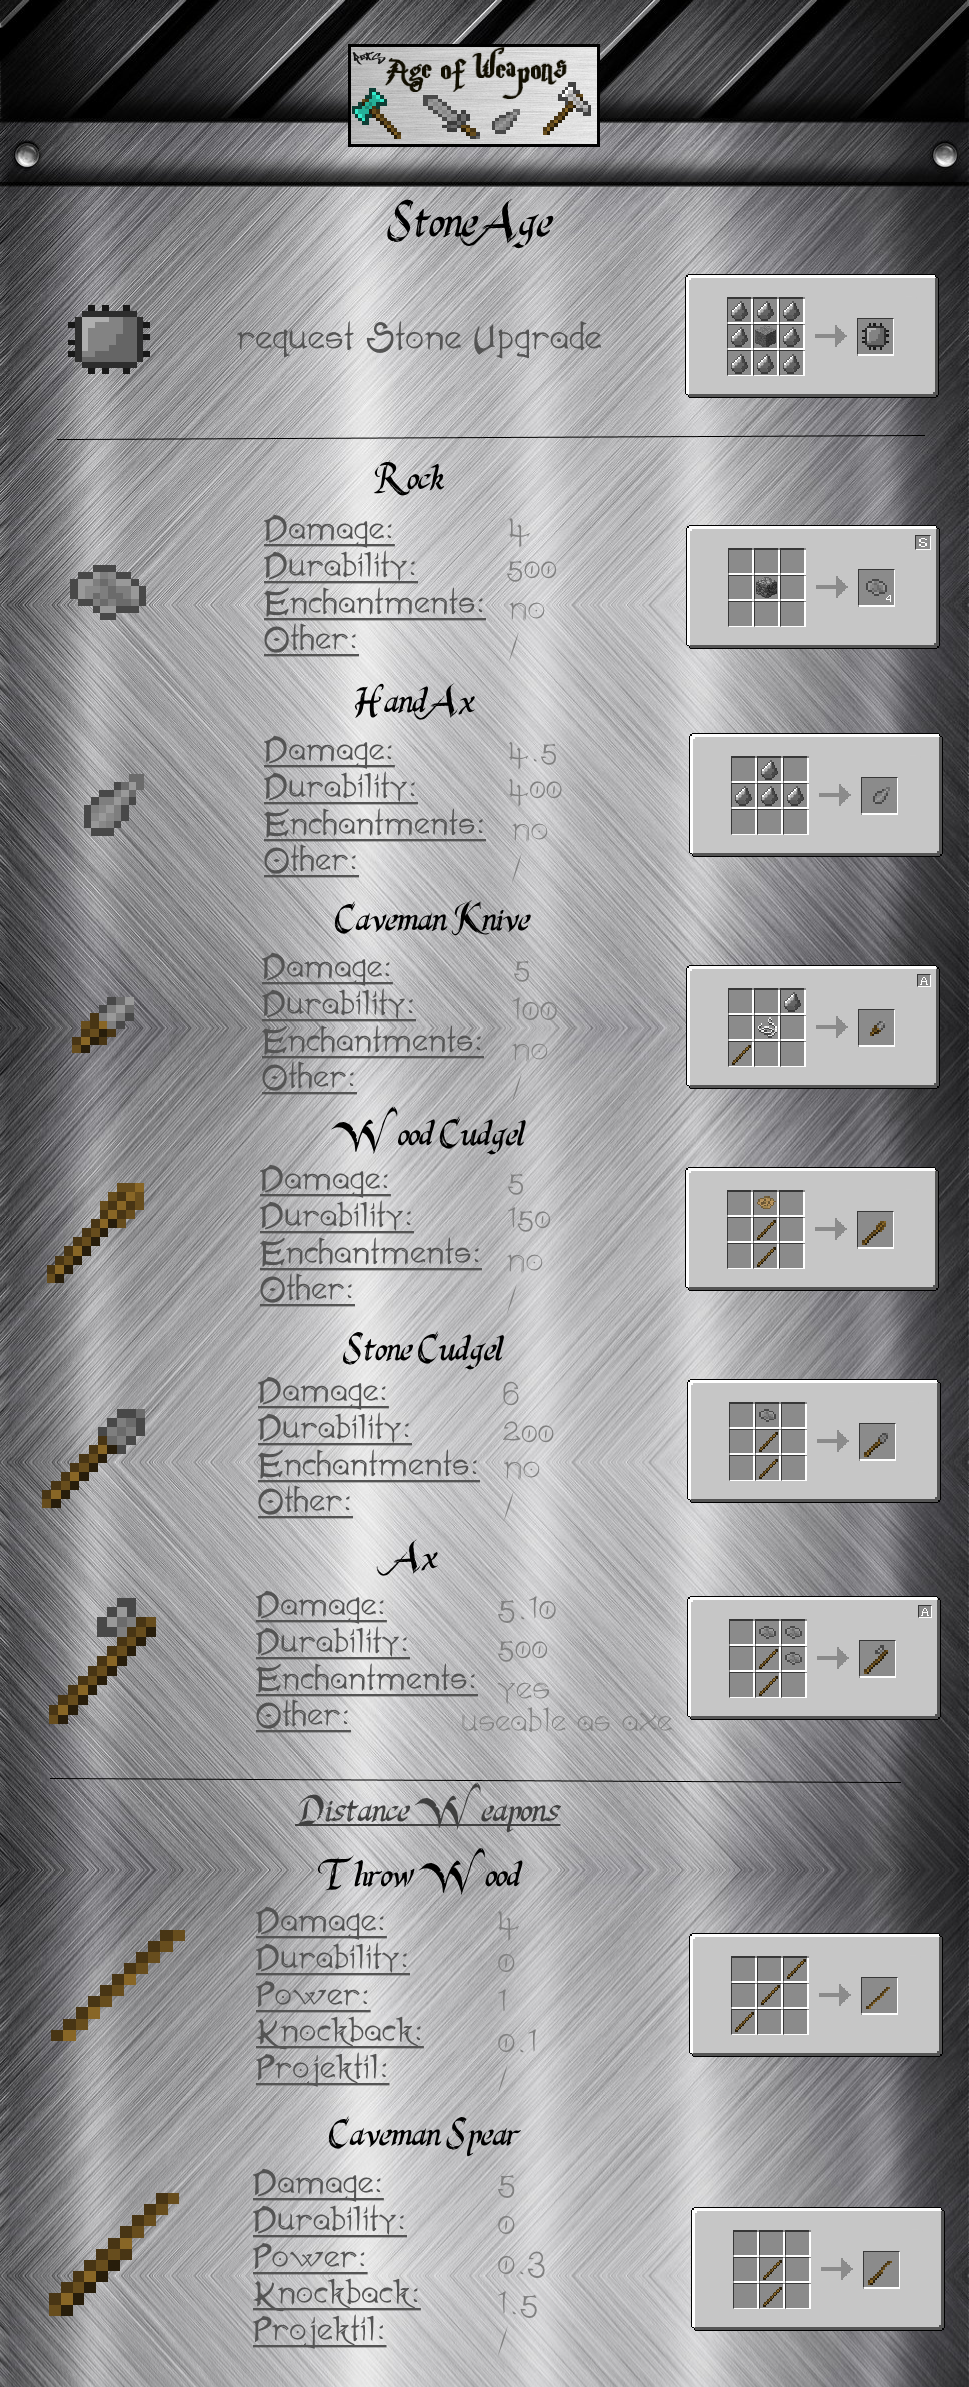 Age of Weapons
Stone Age
request Stone Upgrade
Rock
Damage: 4
Durability: 500
Enchantments: no
Other: /
S
4
Hand Ax
Damage: 4.5
Durability: 400
Enchantments: no
Other: /
Caveman Knive
Damage: 5
Durability: 100
Enchantments: no
Other: /
A
Wood Cudgel
Damage: 5
Durability: 150
Enchantments: no
Other: /
Stone Cudgel
Damage: 6
Durability: 200
Enchantments: no
Other: /
Ax
Damage: 5.10
Durability: 500
Enchantments: yes
Other: useable as axe
A
Distance Weapons
Throw Wood
Damage: 4
Durability: 0
Power: 1
Knockback: 0.1
Projektil: /
Caveman Spear
Damage: 5
Durability: 0
Power: 0.3
Knockback: 1.5
Projektil: /